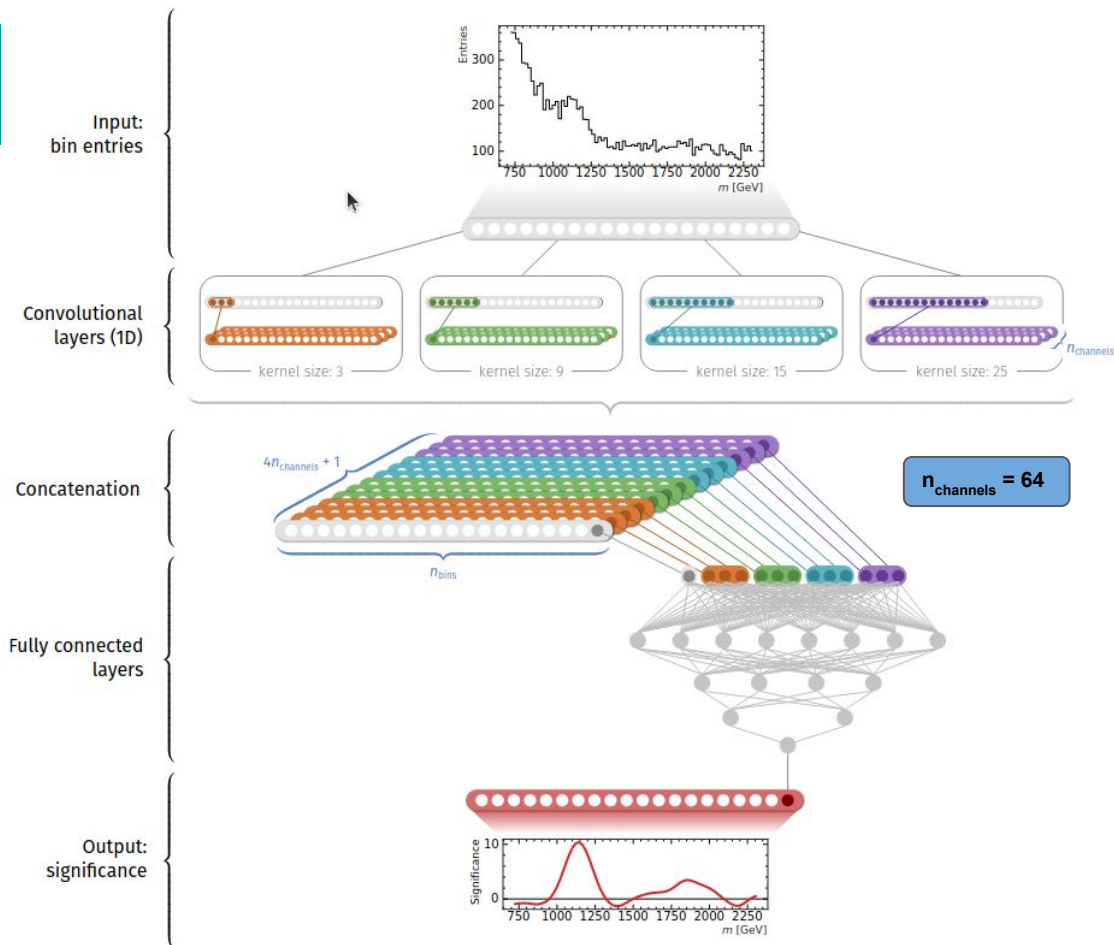 Input:
bin entries
Entries
300
200
100
750 1000 1250 1500 1750 2000 2250
m [GeV]
Convolutional
layers (1D)
kernel size: 3
kernel size: 9
kernel size: 15
kernel size: 25
nchannels
Concatenation
4nchannels + 1
nbins
nchannels = 64
Fully connected
layers
Output:
significance
Significance
10
0
750 1000 1250 1500 1750 2000 2250
m [GeV]